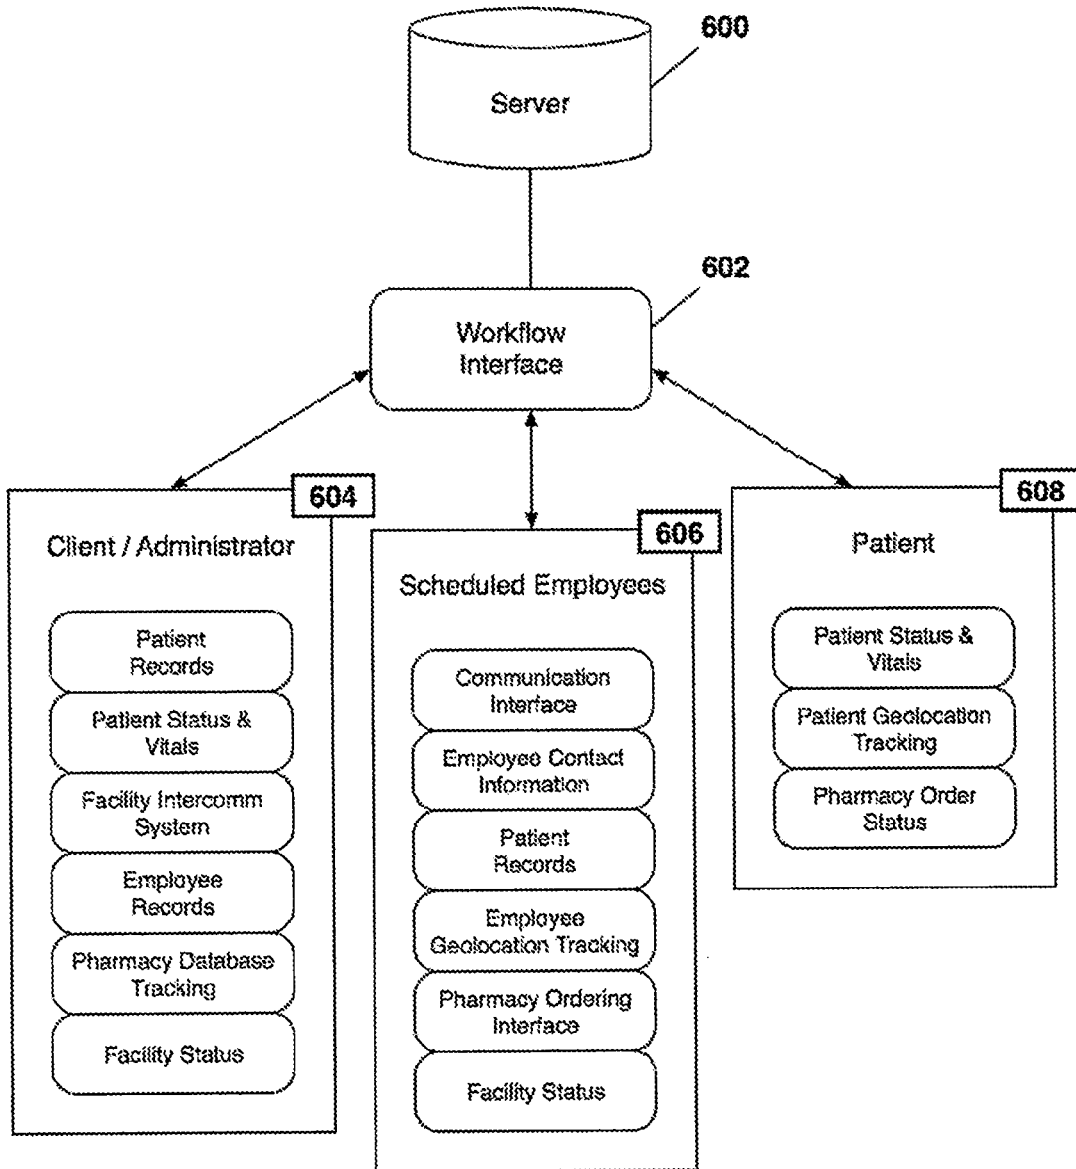 600
Server
602
Workflow
Interface
604
Client / Administrator
Patient
Records
Patient Status &
Vitals
Facility Intercomm
System
Employee
Records
Pharmacy Database
Tracking
Facility Status
606
Scheduled Employees
Communication
Interface
Employee Contact
Information
Patient
Records
Employee
Geolocation Tracking
Pharmacy Ordering
Interface
Facility Status
608
Patient
Patient Status &
Vitals
Patient Geolocation
Tracking
Pharmacy Order
Status